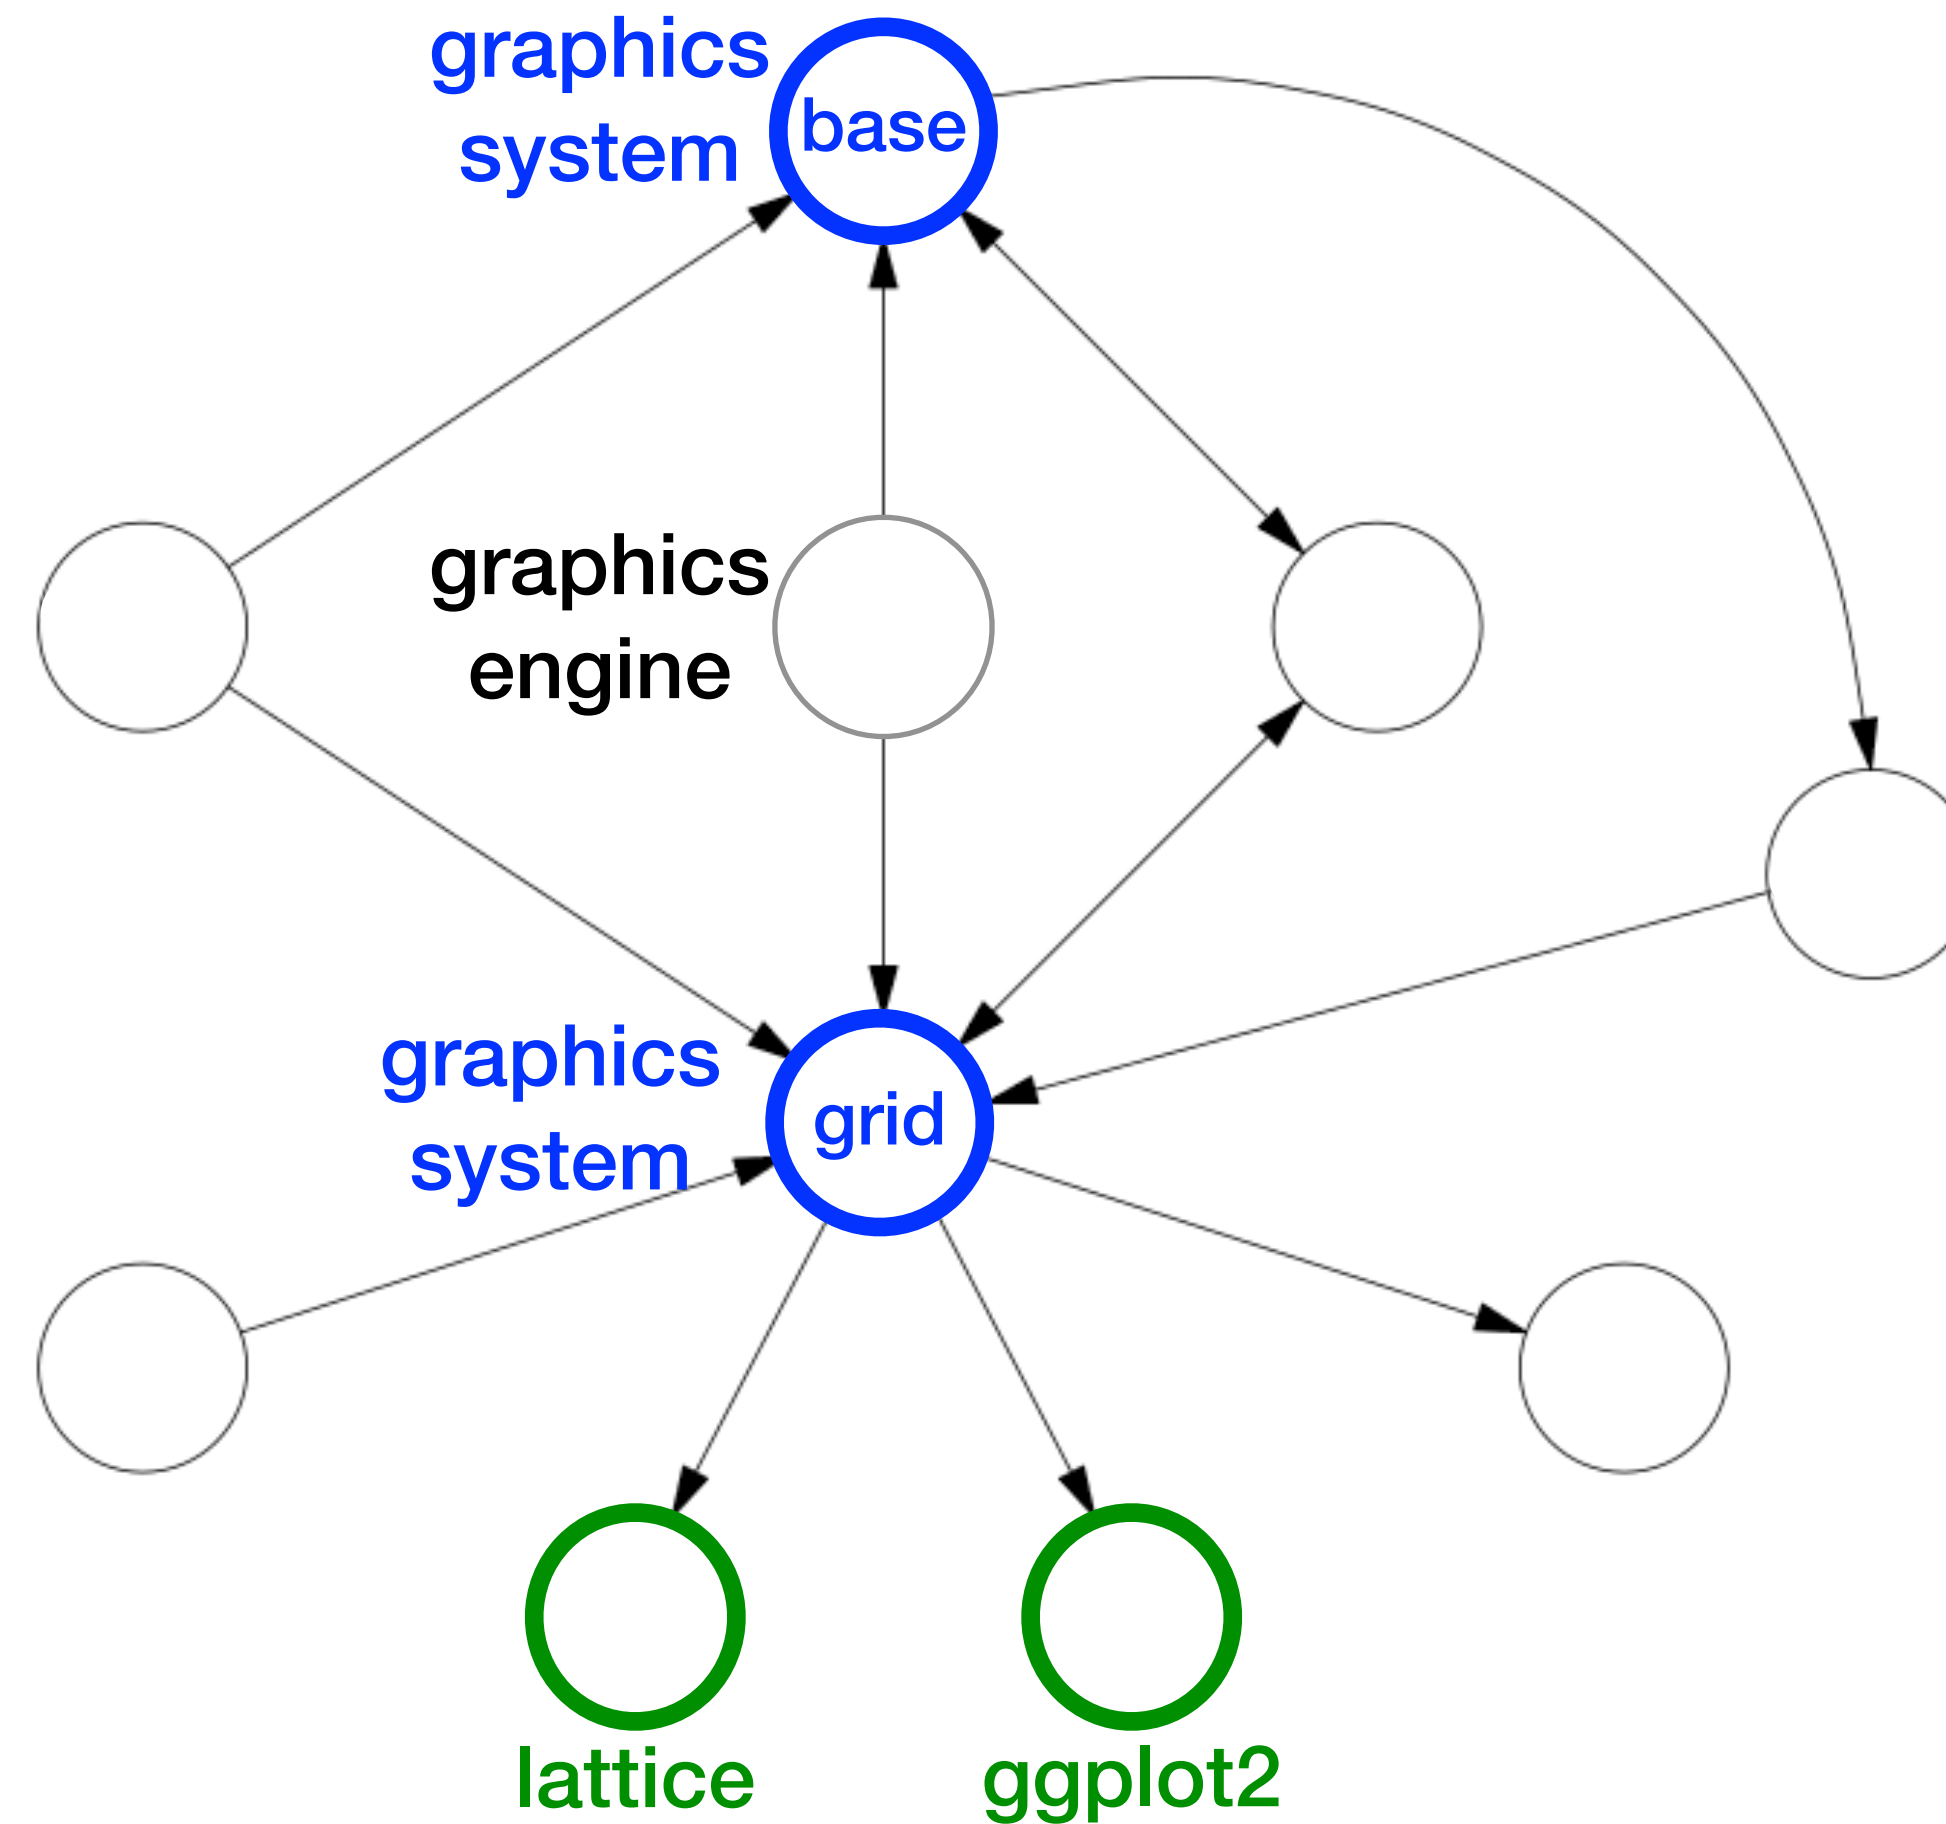 graphics
system
base
graphics
engine
graphics
system
grid
lattice
ggplot2